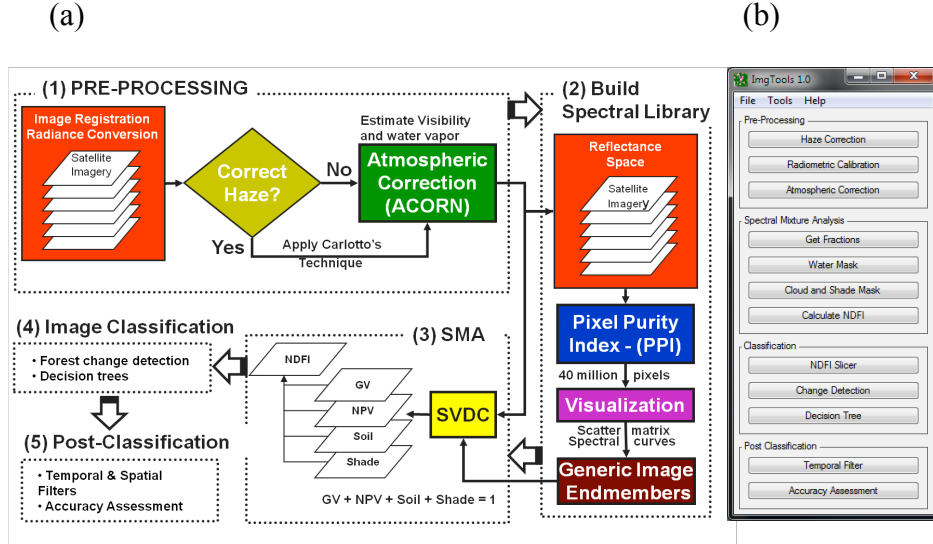 (a)
(b)
(1) PRE-PROCESSING
Image Registration
Radiance Conversion
Satellite
Imagery
Correct
Haze?
No
Yes
Apply Carlotto's
Technique
Estimate Visibility
and water vapor
Atmospheric
Correction
(ACORN)
(2) Build
Spectral Library
Reflectance
Space
Satellite
Imagery
Pixel Purity
Index - (PPI)
40 million pixels
Visualization
Scatter matrix
Spectral curves
Generic Image
Endmembers
(3) SMA
NDFI
GV
NPV
Soil
Shade
SVDC
GV + NPV + Soil + Shade = 1
(4) Image Classification
• Forest change detection
• Decision trees
(5) Post-Classification
• Temporal & Spatial
Filters
• Accuracy Assessment
ImgTools 1.0
File Tools Help
Pre-Processing
Haze Correction
Radiometric Calibration
Atmospheric Correction
Spectral Mixture Analysis
Get Fractions
Water Mask
Cloud and Shade Mask
Calculate NDFI
Classification
NDFI Slicer
Change Detection
Decision Tree
Post Classification
Temporal Filter
Accuracy Assessment